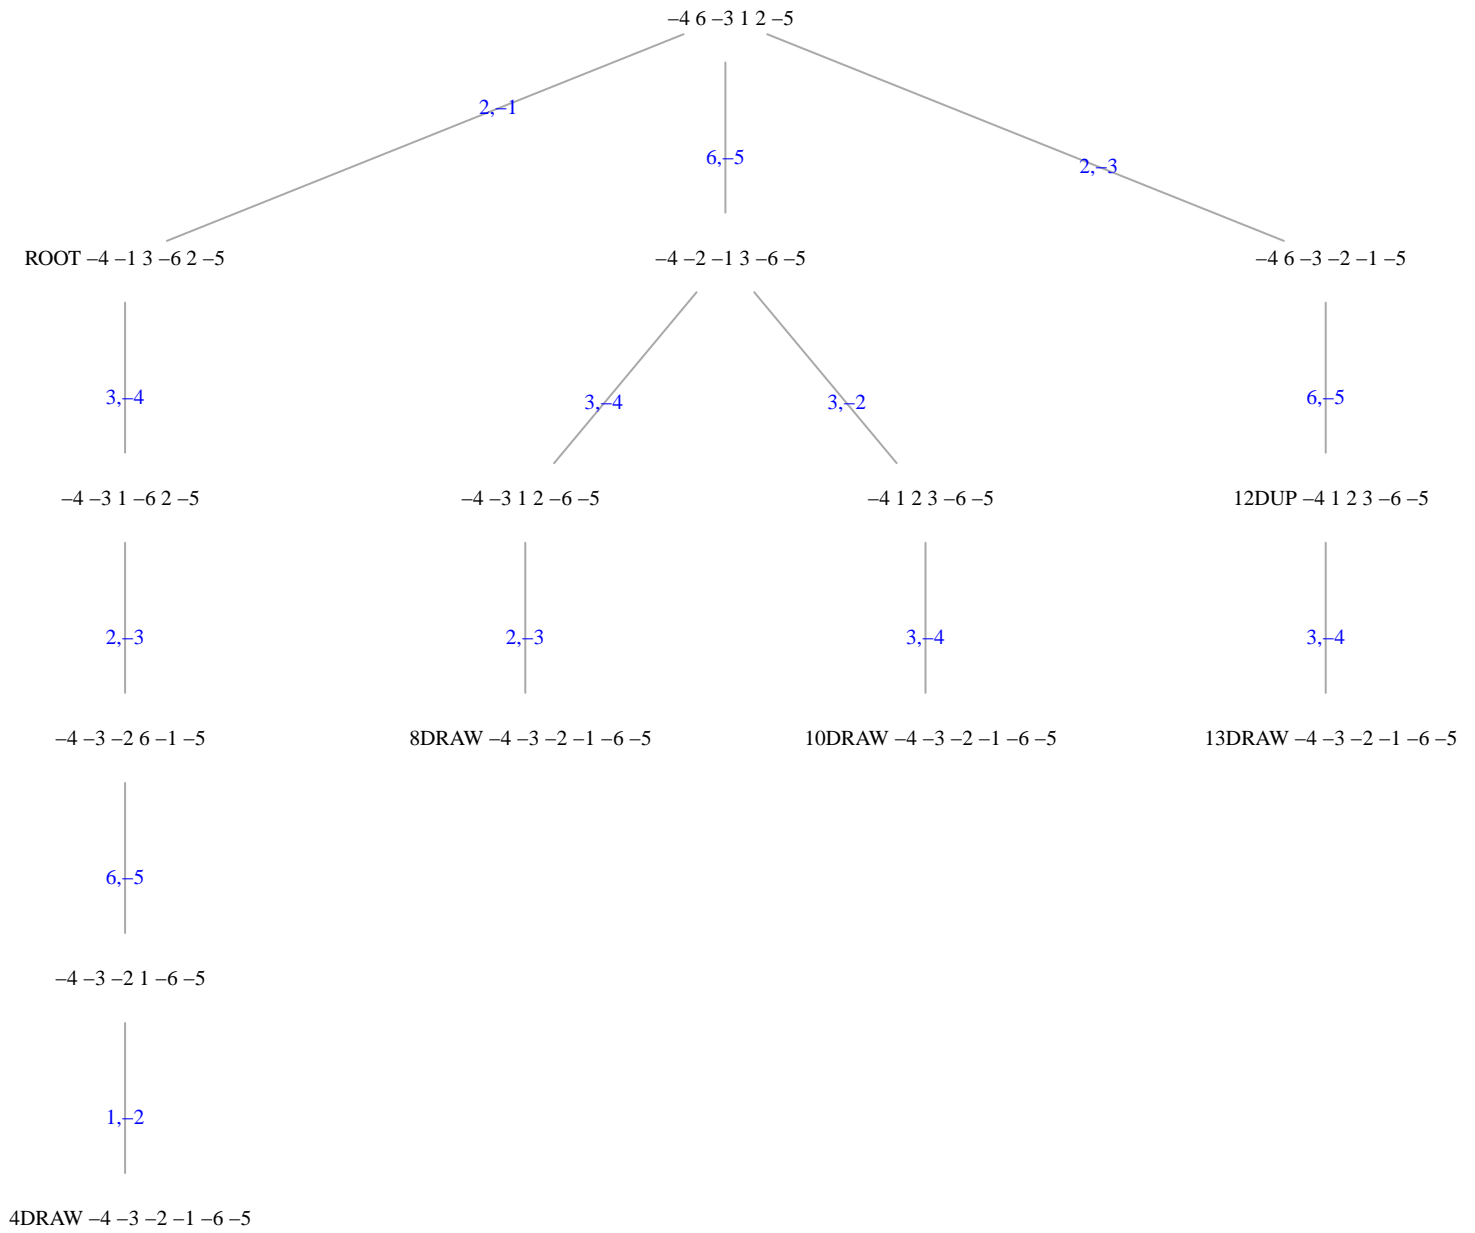 –4 6 –3 1 2 –5
2,–1
6,–5
2,–3
ROOT –4 –1 3 –6 2 –5
–4 –2 –1 3 –6 –5
–4 6 –3 –2 –1 –5
3,–4
3,–4
3,–2
6,–5
–4 –3 1 –6 2 –5
–4 –3 1 2 –6 –5
–4 1 2 3 –6 –5
12DUP –4 1 2 3 –6 –5
2,–3
2,–3
3,–4
3,–4
–4 –3 –2 6 –1 –5
8DRAW –4 –3 –2 –1 –6 –5
10DRAW –4 –3 –2 –1 –6 –5
13DRAW –4 –3 –2 –1 –6 –5
6,–5
–4 –3 –2 1 –6 –5
1,–2
4DRAW –4 –3 –2 –1 –6 –5